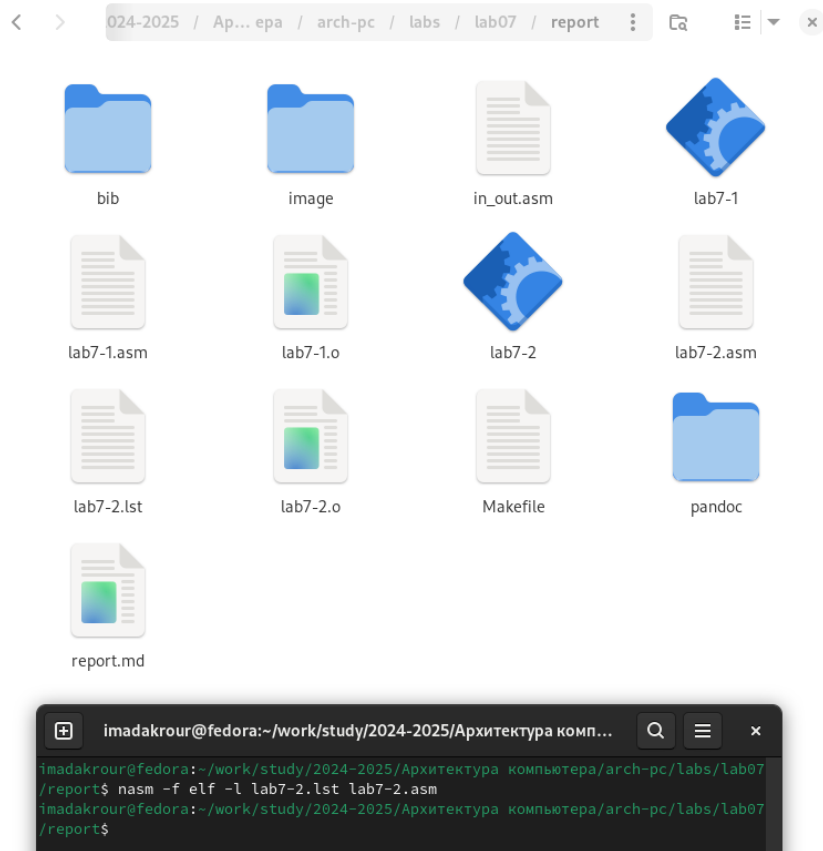 024-2025 / Ар… ера / arch-pc / labs / lab07 / report
bib
image
in_out.asm
lab7-1
lab7-1.asm
lab7-1.o
lab7-2
lab7-2.asm
lab7-2.lst
lab7-2.o
Makefile
pandoc
report.md
imadakrour@fedora:~/work/study/2024-2025/Архитектура комп…
imadakrour@fedora:~/work/study/2024-2025/Архитектура компьютера/arch-pc/labs/lab07
/report$ nasm -f elf -l lab7-2.lst lab7-2.asm
imadakrour@fedora:~/work/study/2024-2025/Архитектура компьютера/arch-pc/labs/lab07
/report$